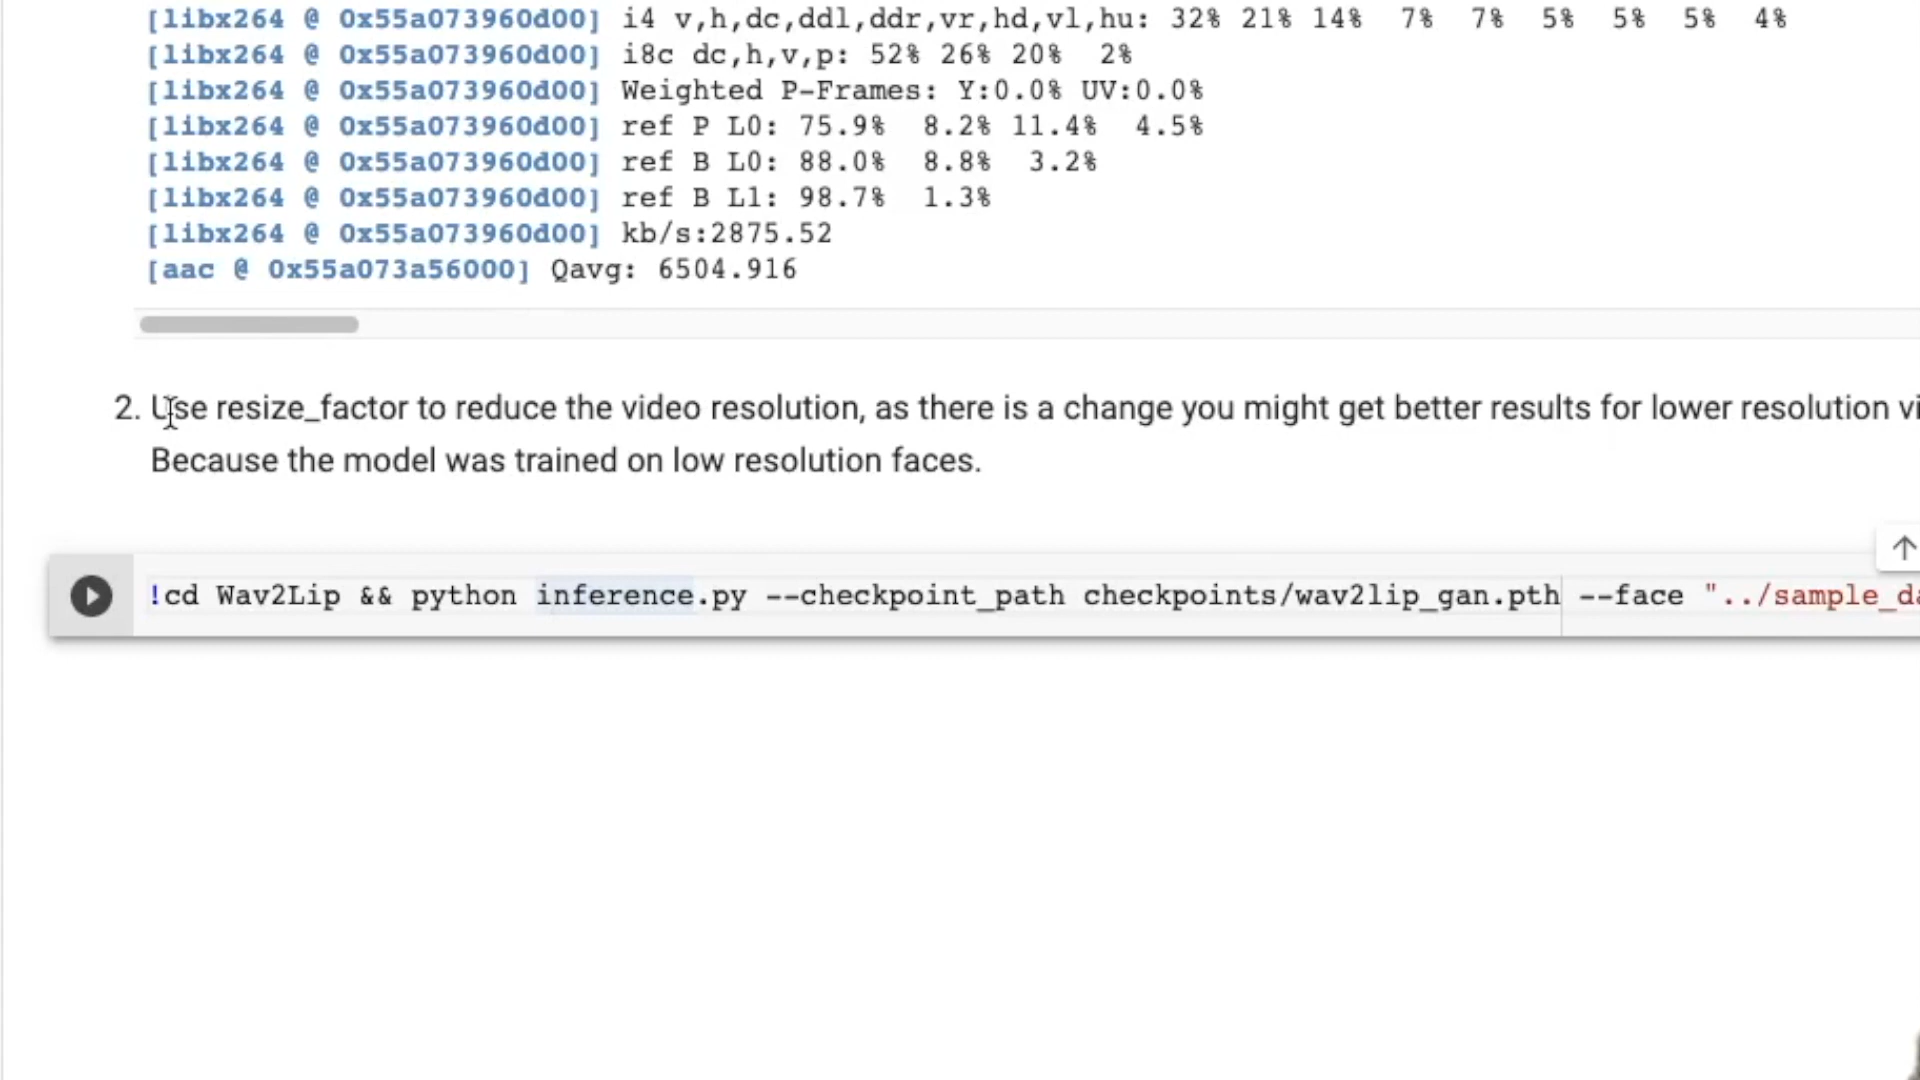 [libx264 @ 0x55a073960d00] i4 v,h,dc,ddl,ddr,vr,hd,vl,hu: 32% 21% 14%  7%  7%  5%  5%  5%  4%
[libx264 @ 0x55a073960d00] i8c dc,h,v,p: 52% 26% 20%  2%
[libx264 @ 0x55a073960d00] Weighted P-Frames: Y:0.0% UV:0.0%
[libx264 @ 0x55a073960d00] ref P L0: 75.9%  8.2% 11.4%  4.5%
[libx264 @ 0x55a073960d00] ref B L0: 88.0%  8.8%  3.2%
[libx264 @ 0x55a073960d00] ref B L1: 98.7%  1.3%
[libx264 @ 0x55a073960d00] kb/s:2875.52
[aac @ 0x55a073a56000] Qavg: 6504.916
2. Use resize_factor to reduce the video resolution, as there is a change you might get better results for lower resolution
Because the model was trained on low resolution faces.
!cd Wav2Lip && python inference.py --checkpoint_path checkpoints/wav2lip_gan.pth --face "../sample_da